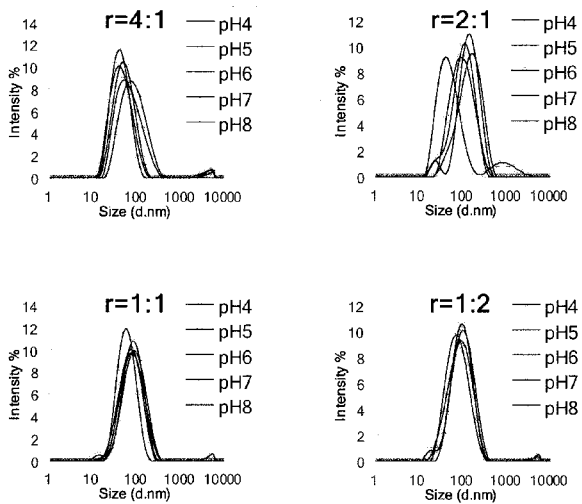 r=4:1
14
12
10
8
6
4
2
0
Intensity %
1 10 100 1000 10000
Size (d.nm)
pH4
pH5
pH6
pH7
pH8
r=2:1
12
10
8
6
4
2
0
Intensity %
1 10 100 1000 10000
Size (d.nm)
pH4
pH5
pH6
pH7
pH8
r=1:1
14
12
10
8
6
4
2
0
Intensity %
1 10 100 1000 10000
Size (d.nm)
pH4
pH5
pH6
pH7
pH8
r=1:2
12
10
8
6
4
2
0
Intensity %
1 10 100 1000 10000
Size (d.nm)
pH4
pH5
pH6
pH7
pH8